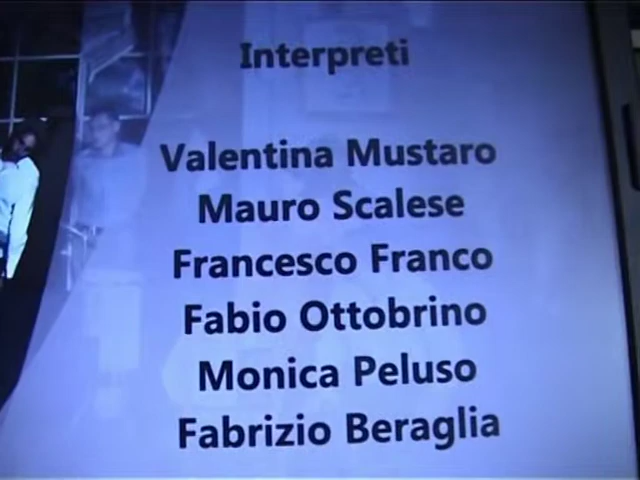 Interpreti
Valentina Mustaro
Mauro Scalese
Francesco Franco
Fabio Ottobrino
Monica Peluso
Fabrizio Beraglia